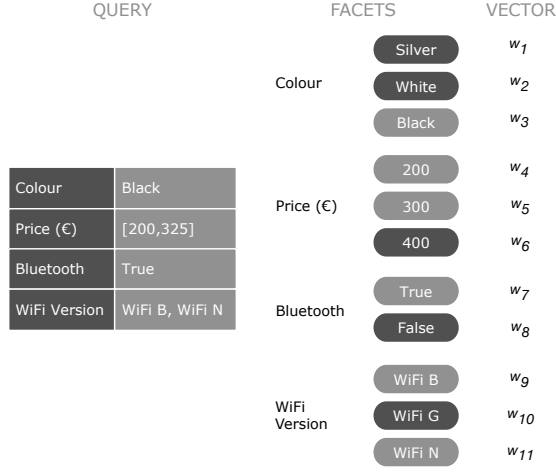 QUERY FACETS VECTOR
Silver w1
Colour White w2
Black w3
200 w4
Price (€) 300 w5
400 w6
True w7
Bluetooth
False w8
WiFi B w9
WiFi
Version
WiFi G w10
WiFi N w11
Colour Black
Price (€) [200,325]
Bluetooth True
WiFi Version WiFi B, WiFi N